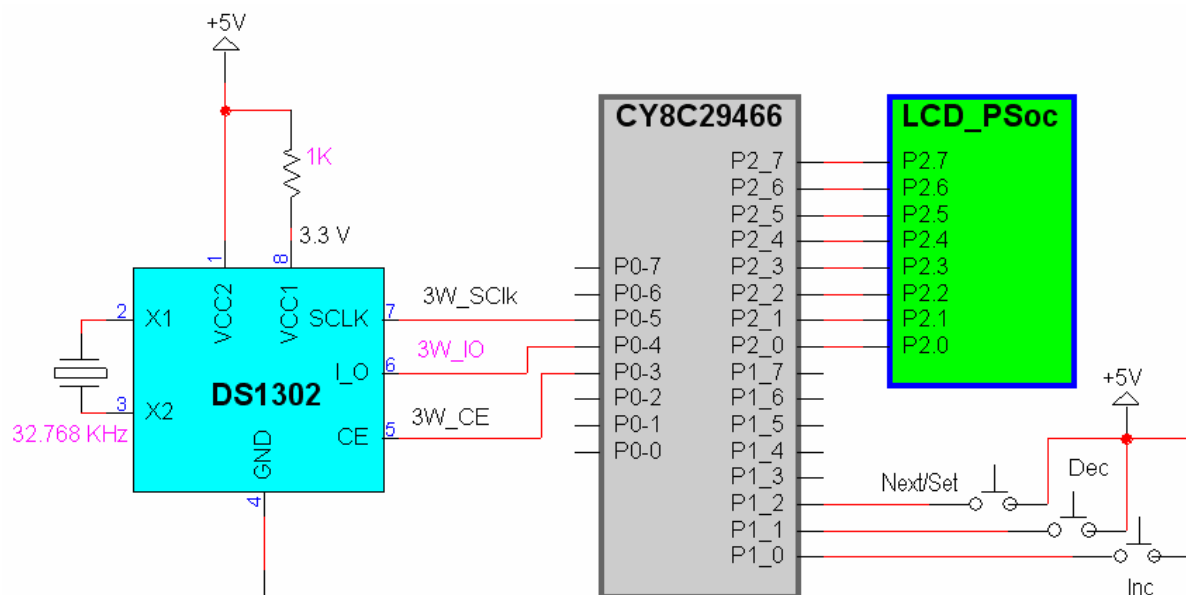 +5V
1K
3.3 V
1
8
VCC2
VCC1
2
X1
SCLK
7
3W_SClk
I_O
6
3W_IO
DS1302
3
X2
CE
5
3W_CE
32.768 KHz
GND
4
CY8C29466
P0-7
P0-6
P0-5
P0-4
P0-3
P0-2
P0-1
P0-0
P2_7
P2_6
P2_5
P2_4
P2_3
P2_2
P2_1
P2_0
P1_7
P1_6
P1_5
P1_4
P1_3
P1_2
P1_1
P1_0
LCD_PSoc
P2.7
P2.6
P2.5
P2.4
P2.3
P2.2
P2.1
P2.0
+5V
Next/Set
Dec
Inc